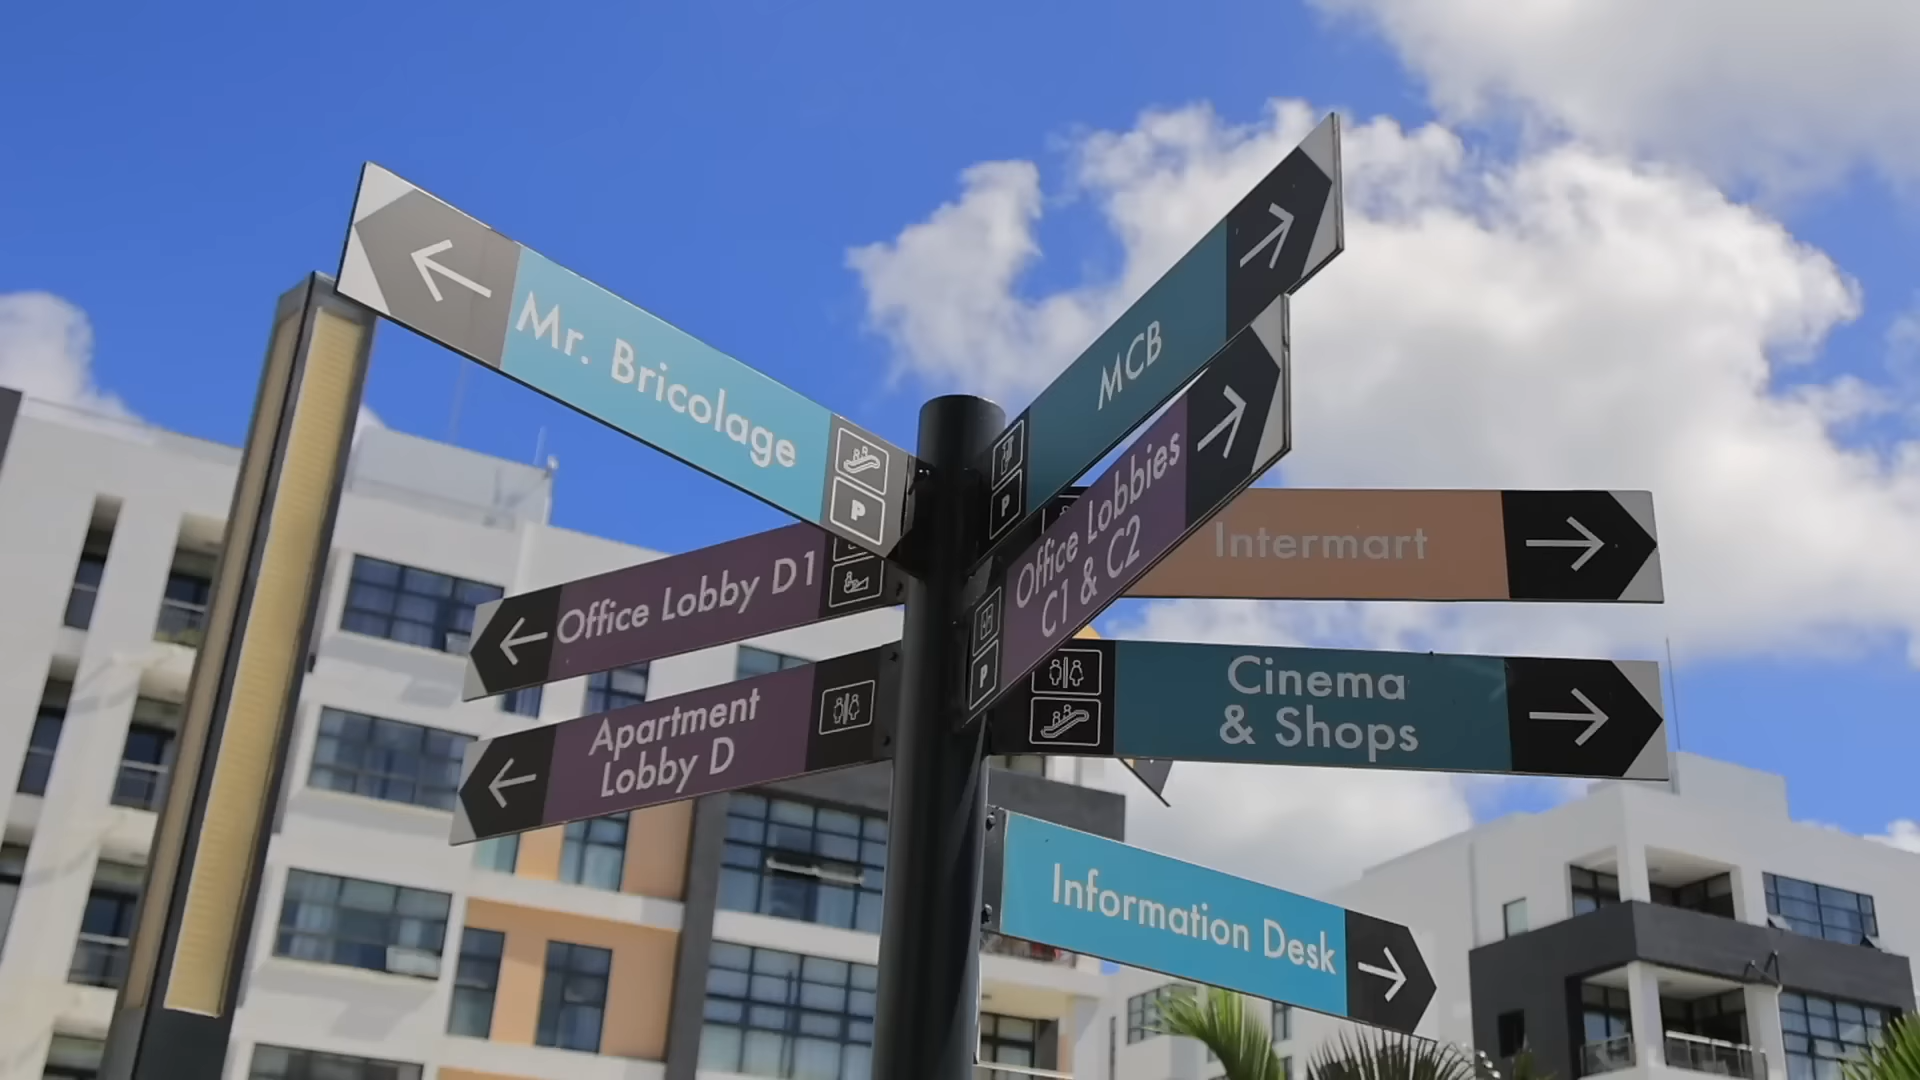 Mr. Bricolage
P
MCB
P
Office Lobby D1
Office Lobbies
C1 & C2
P
Intermart
Apartment
Lobby D
Cinema
& Shops
Information Desk